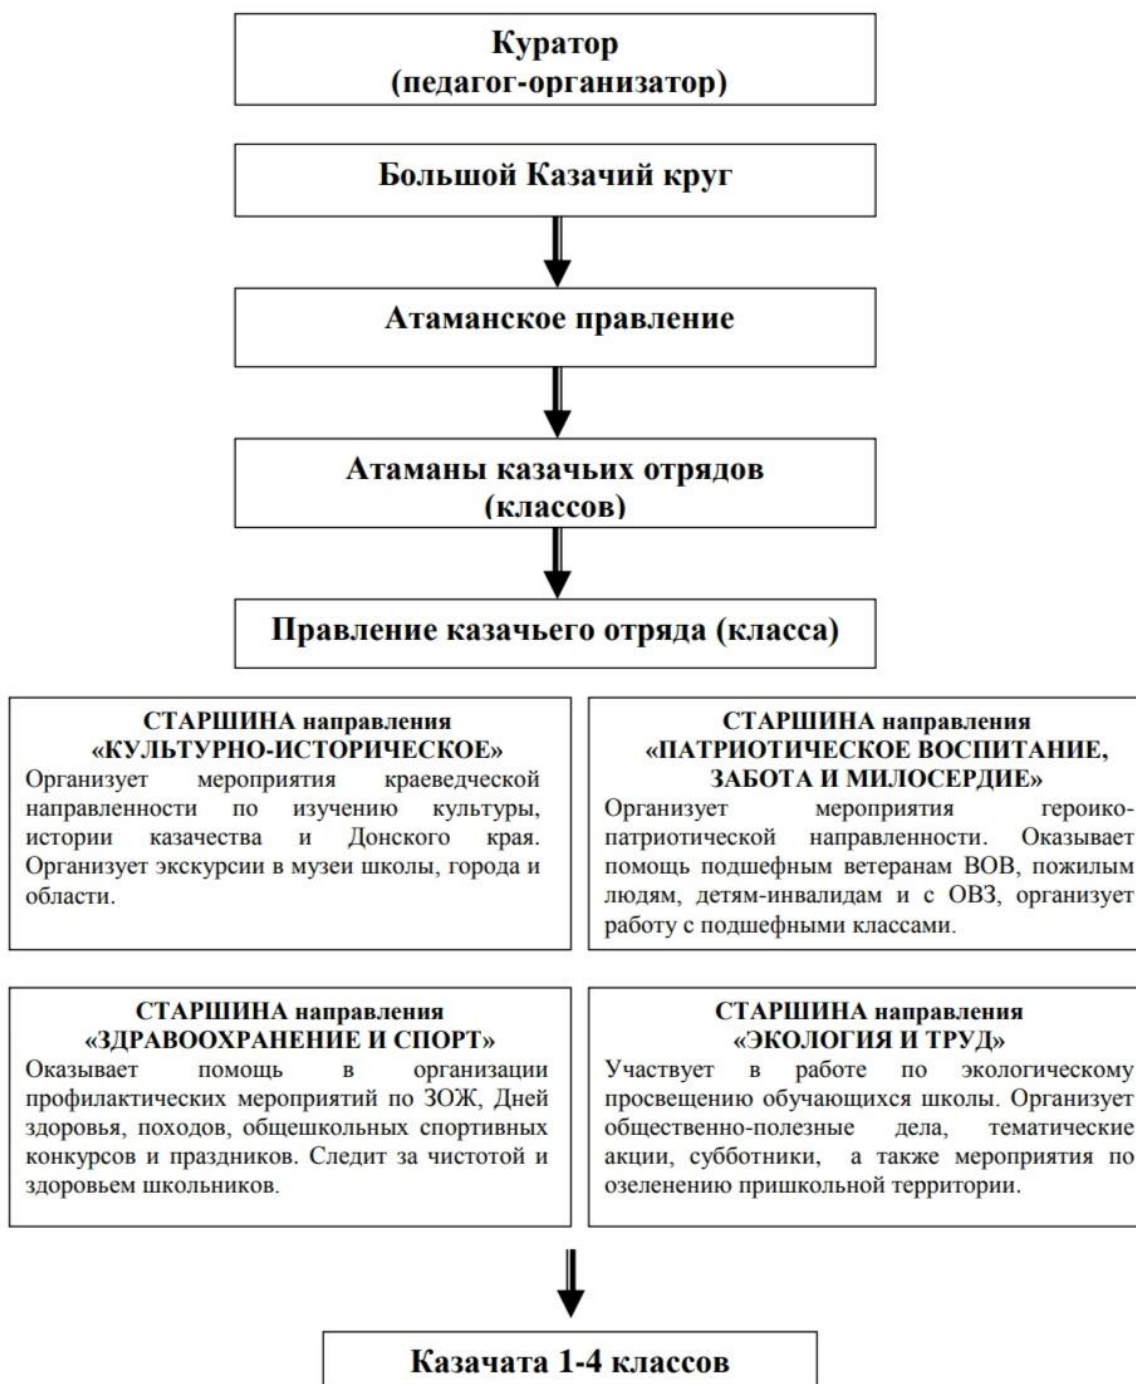 Куратор
(педагог-организатор)
Большой Казачий круг
Атаманское правление
Атаманы казачьих отрядов
(классов)
Правление казачьего отряда (класса)
СТАРШИНА направления
«КУЛЬТУРНО-ИСТОРИЧЕСКОЕ»
Организует мероприятия краеведческой
направленности по изучению культуры,
истории казачества и Донского края.
Организует экскурсии в музеи школы, города и
области.
СТАРШИНА направления
«ПАТРИОТИЧЕСКОЕ ВОСПИТАНИЕ,
ЗАБОТА И МИЛОСЕРДИЕ»
Организует мероприятия героико-
патриотической направленности. Оказывает
помощь подшефным ветеранам ВОВ, пожилым
людям, детям-инвалидам и с ОВЗ, организует
работу с подшефными классами.
СТАРШИНА направления
«ЗДРАВООХРАНЕНИЕ И СПОРТ»
Оказывает помощь в организации
профилактических мероприятий по ЗОЖ, Дней
здоровья, походов, общешкольных спортивных
конкурсов и праздников. Следит за чистотой и
здоровьем школьников.
СТАРШИНА направления
«ЭКОЛОГИЯ И ТРУД»
Участвует в работе по экологическому
просвещению обучающихся школы. Организует
общественно-полезные дела, тематические
акции, субботники, а также мероприятия по
озеленению пришкольной территории.
Казачата 1-4 классов